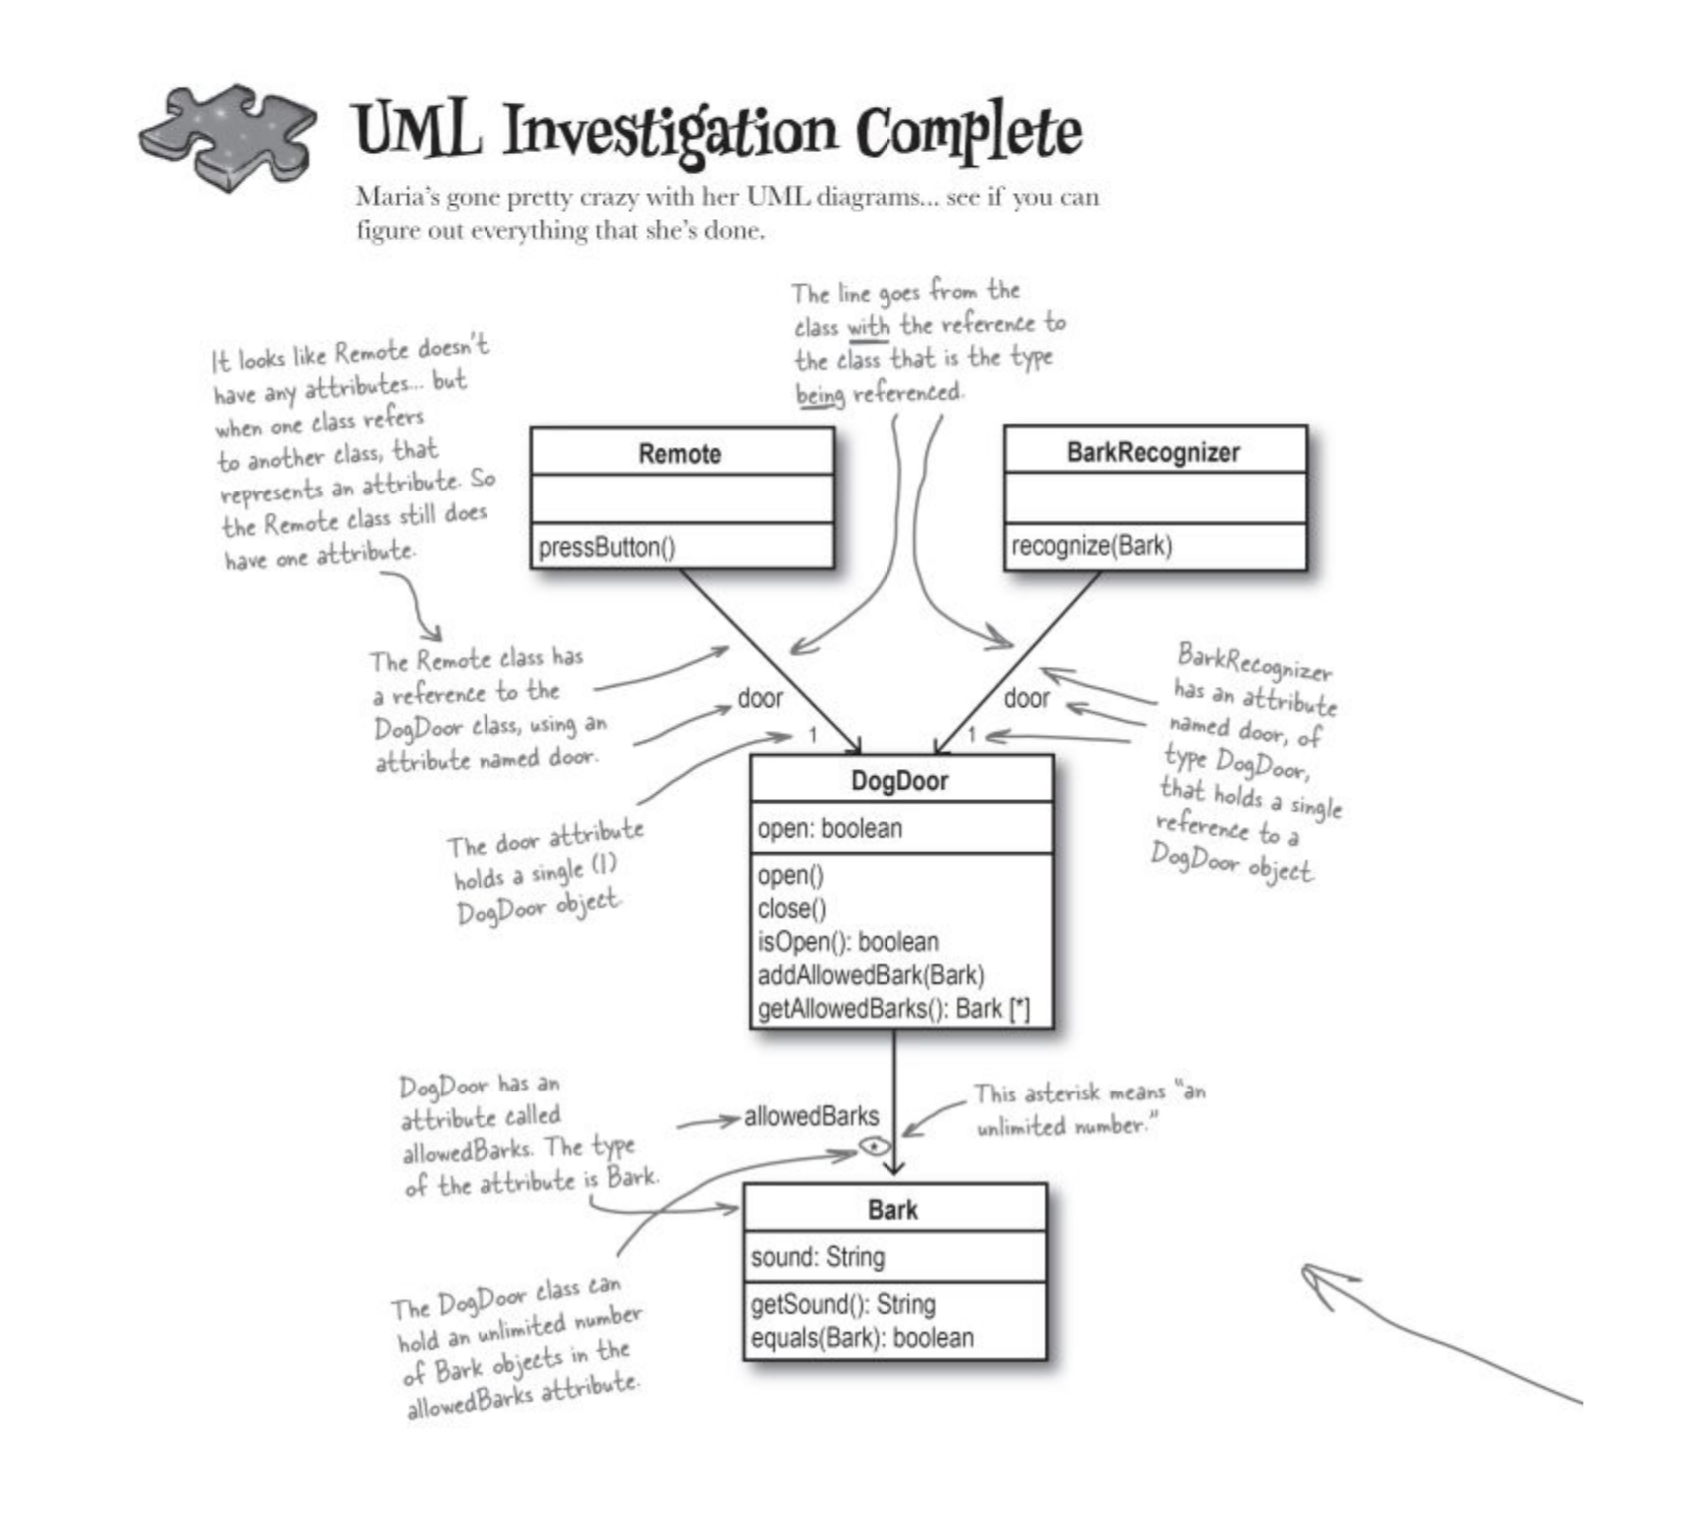 UML Investigation Complete
Maria's gone pretty crazy with her UML diagrams... see if you can
figure out everything that she's done.
The line goes from the
class with the reference to
the class that is the type
being referenced.
It looks like Remote doesn't
have any attributes... but
when one class refers
to another class, that
represents an attribute. So
the Remote class still does
have one attribute.
Remote
pressButton()
BarkRecognizer
recognize(Bark)
The Remote class has
a reference to the
DogDoor class, using an
attribute named door.
door
1
door
1
BarkRecognizer
has an attribute
named door, of
type DogDoor,
that holds a single
reference to a
DogDoor object
The door attribute
holds a single (1)
DogDoor object.
DogDoor
open: boolean
open()
close()
isOpen(): boolean
addAllowedBark(Bark)
getAllowedBarks(): Bark [*]
DogDoor has an
attribute called
allowedBarks. The type
of the attribute is Bark.
allowedBarks
*
This asterisk means "an
unlimited number."
Bark
sound: String
getSound(): String
equals(Bark): boolean
The DogDoor class can
hold an unlimited number
of Bark objects in the
allowedBarks attribute.